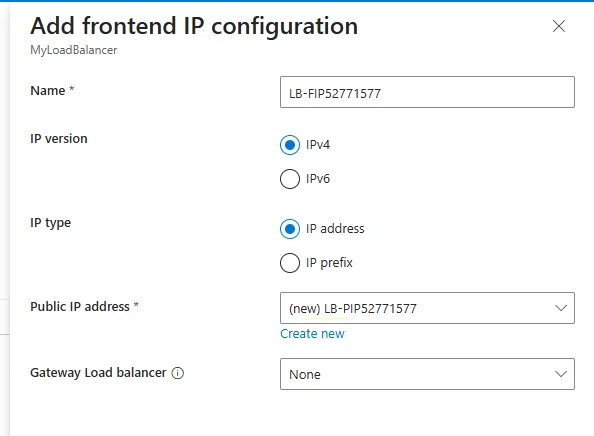 Add frontend IP configuration
MyLoadBalancer
Name *
LB-FIP52771577
IP version
IPv4
IPv6
IP type
IP address
IP prefix
Public IP address *
(new) LB-PIP52771577
Create new
Gateway Load balancer
None